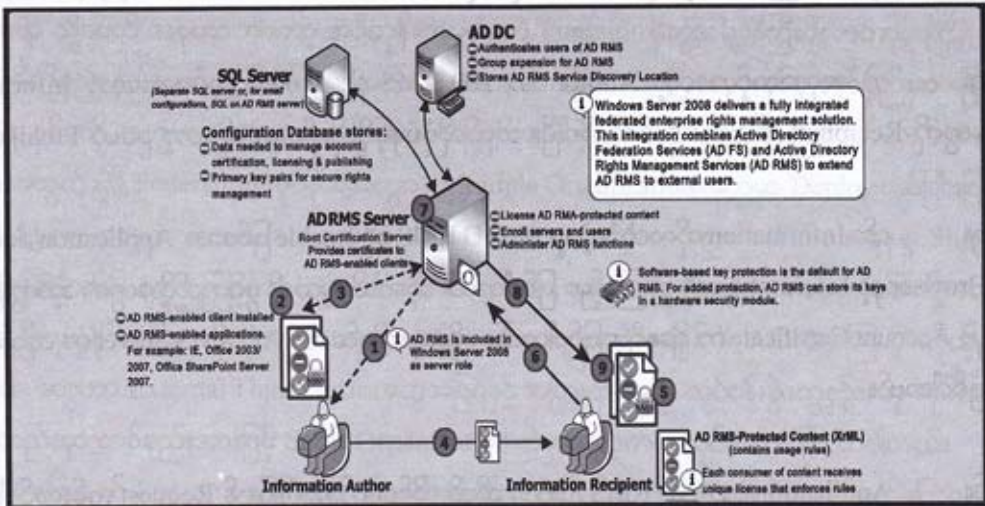 AD DC
Authenticates users of AD RMS
Group expansion for AD RMS
Stores AD RMS Service Discovery Location
SQL Server
(Separate SQL server or, for small
configurations, SQL on AD RMS server)
Configuration Database stores:
Data needed to manage account
certification, licensing & publishing
Primary key pairs for secure rights
management
Windows Server 2008 delivers a fully integrated
federated enterprise rights management solution.
This integration combines Active Directory
Federation Services (AD FS) and Active Directory
Rights Management Services (AD RMS) to extend
AD RMS to external users.
AD RMS Server
Root Certification Server
Provides certificates to
AD RMS-enabled clients
7
License AD RMA-protected content
Enroll servers and users
Administer AD RMS functions
Software-based key protection is the default for AD
RMS. For added protection, AD RMS can store its keys
in a hardware security module.
2
3
8
AD RMS-enabled client installed
AD RMS-enabled applications.
For example: IE, Office 2003/
2007, Office SharePoint Server
2007.
1
AD RMS is included in
Windows Server 2008
as server role
6
9
5
4
AD RMS-Protected Content (XrML)
(contains usage rules)
Each consumer of content receives
unique license that enforces rules
Information Author
Information Recipient